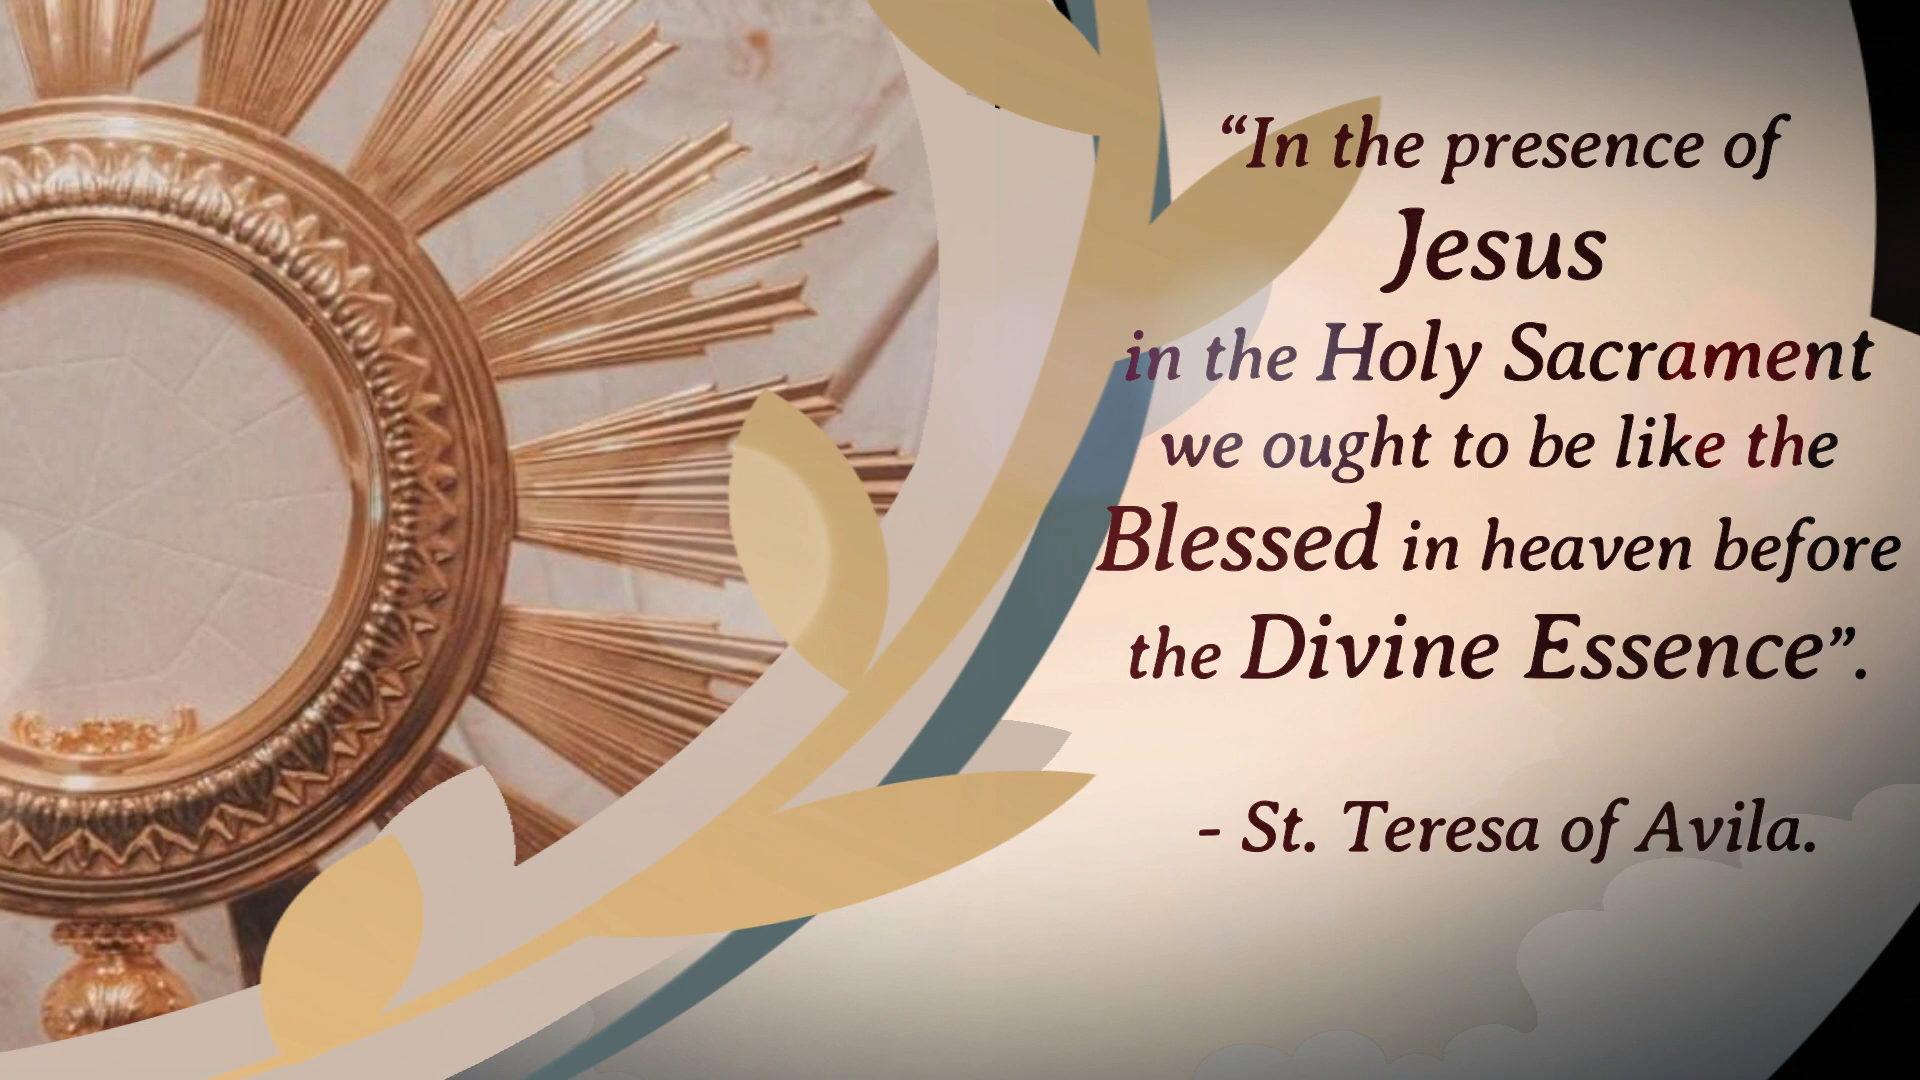 “In the presence of
Jesus
in the Holy Sacrament
we ought to be like the
Blessed in heaven before
the Divine Essence”.
- St. Teresa of Avila.